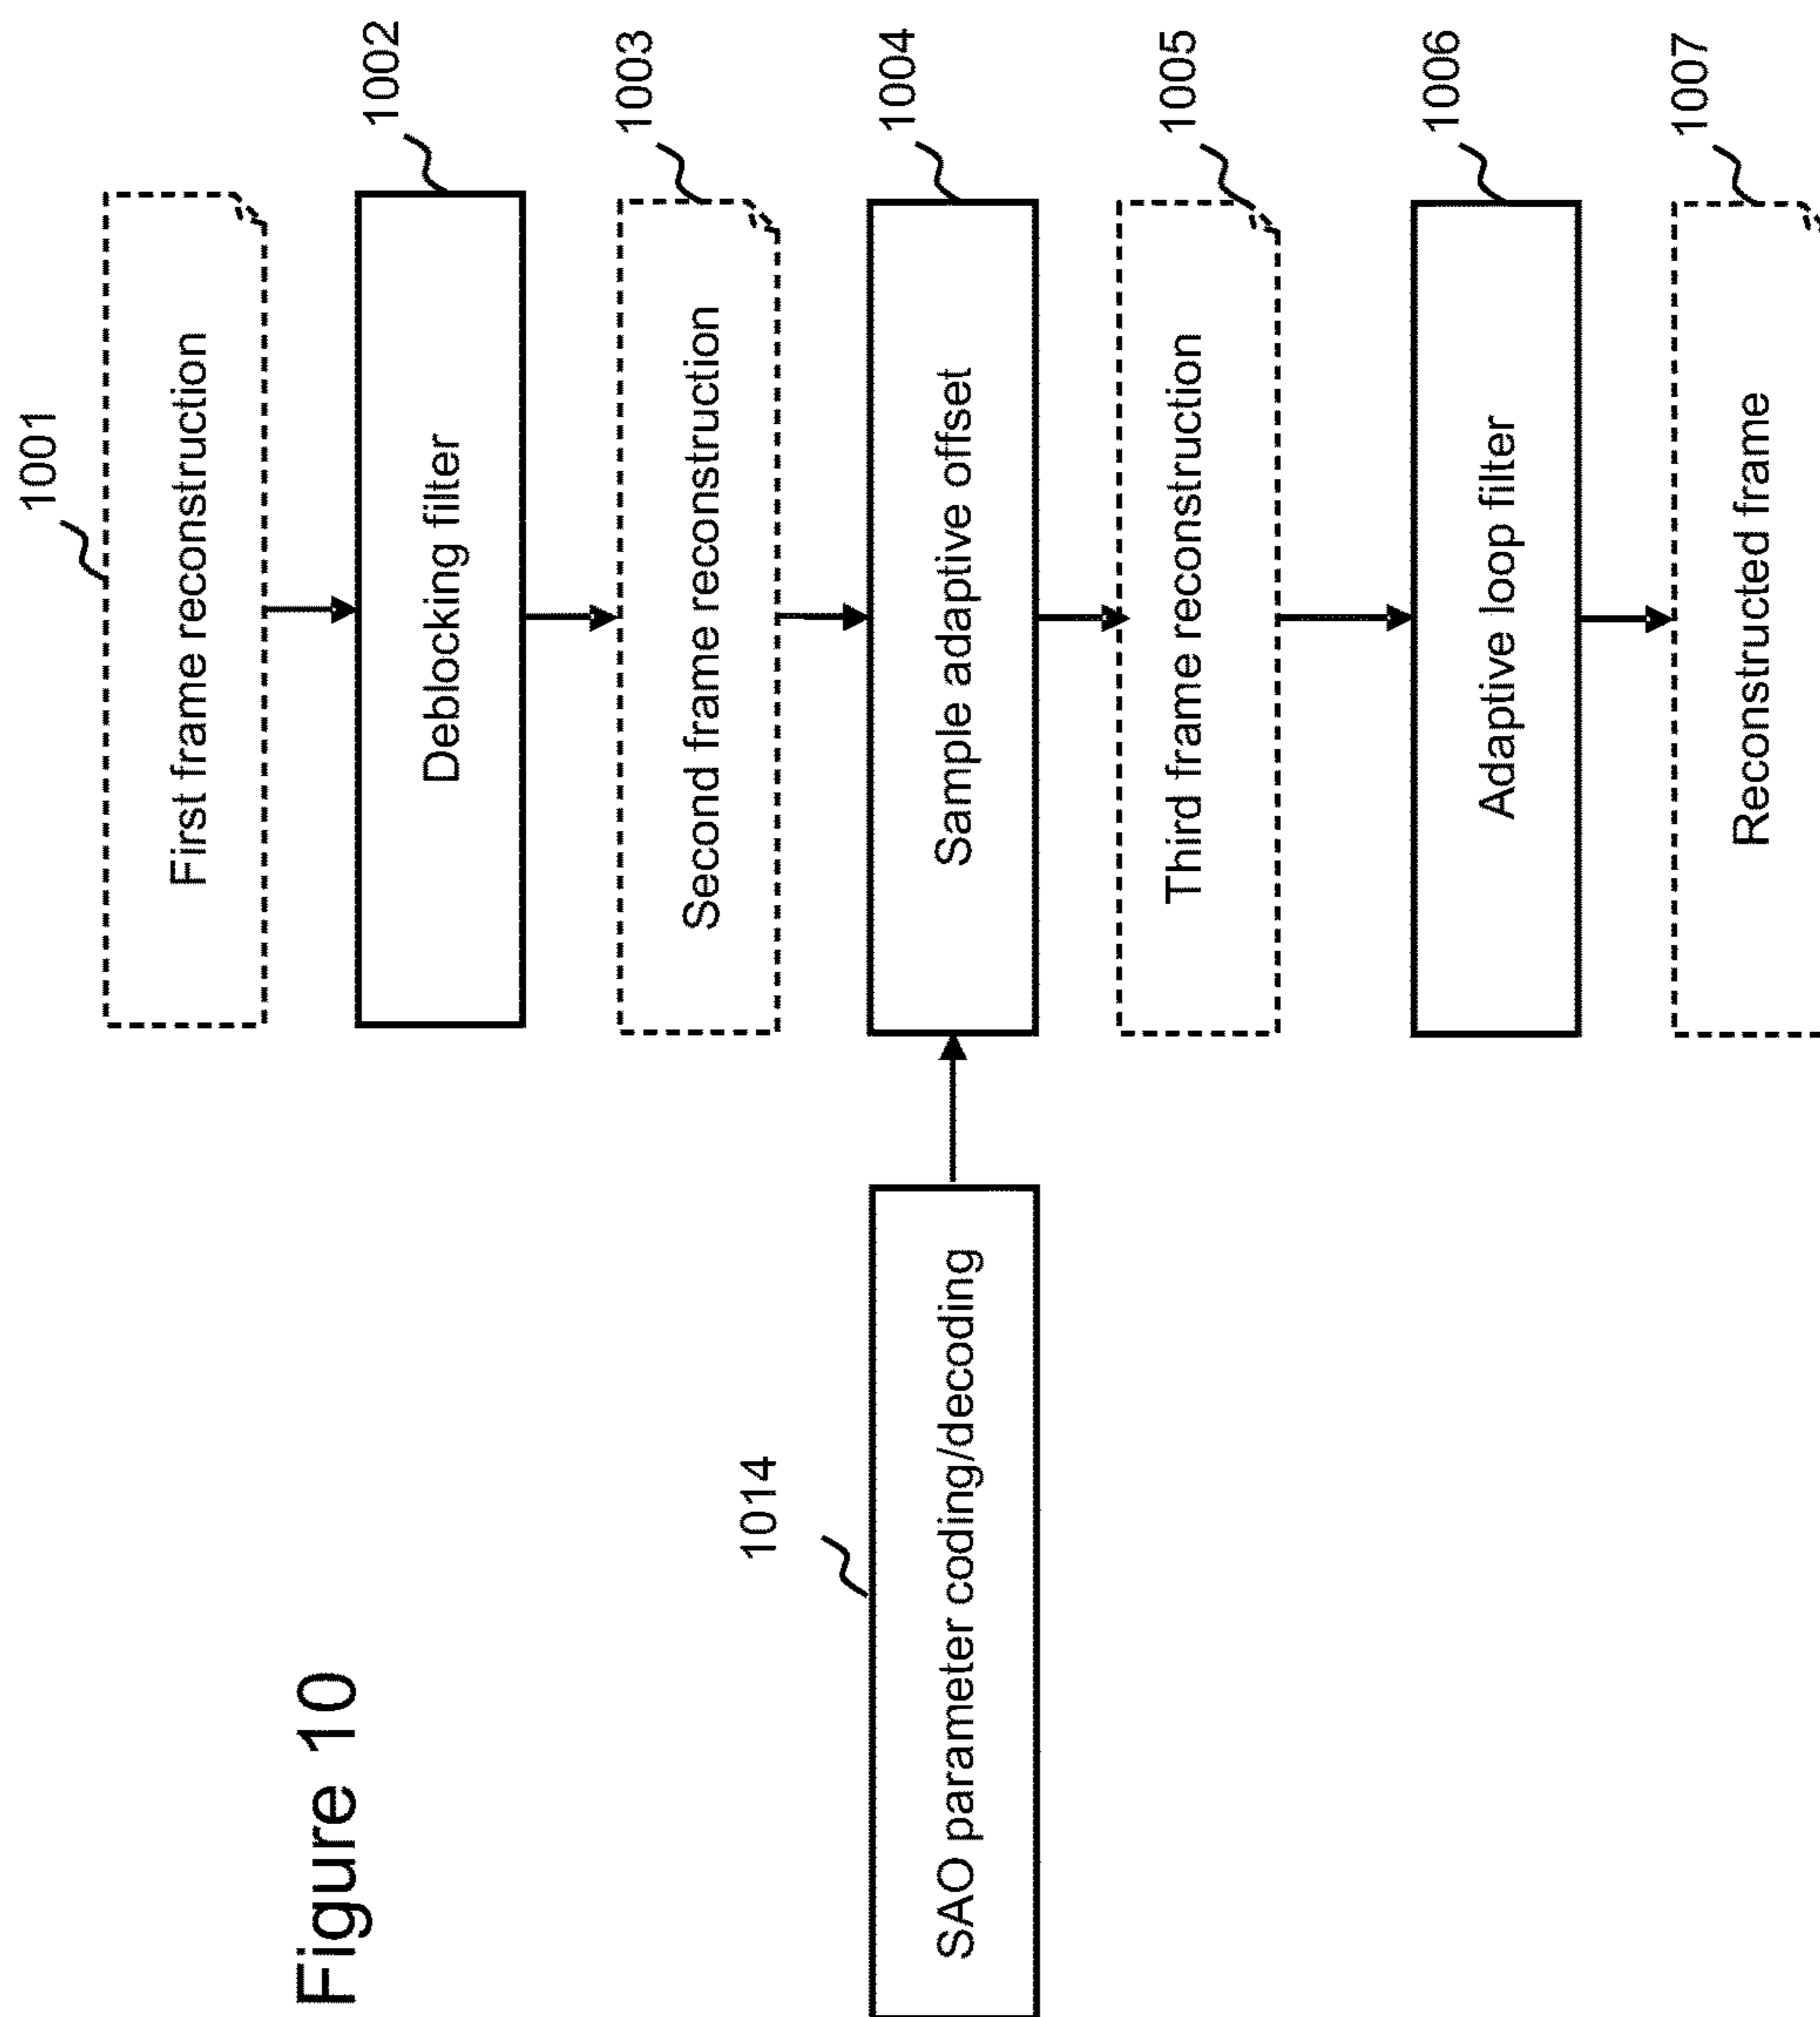 Figure 10
1001
First frame reconstruction
1002
Deblocking filter
1003
Second frame reconstruction
1014
SAO parameter coding/decoding
1004
Sample adaptive offset
1005
Third frame reconstruction
1006
Adaptive loop filter
1007
Reconstructed frame